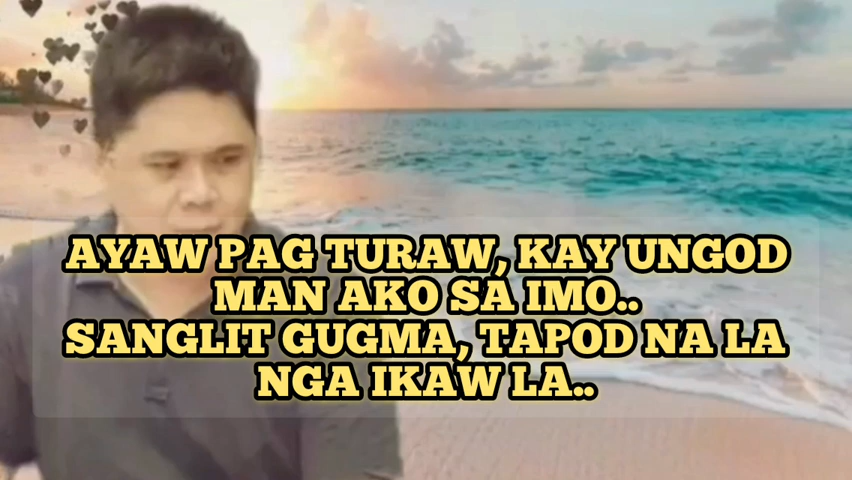 AYAW PAG TURAW, KAY UNGOD
MAN AKO SA IMO..
SANGLIT GUGMA, TAPOD NA LA
NGA IKAW LA..